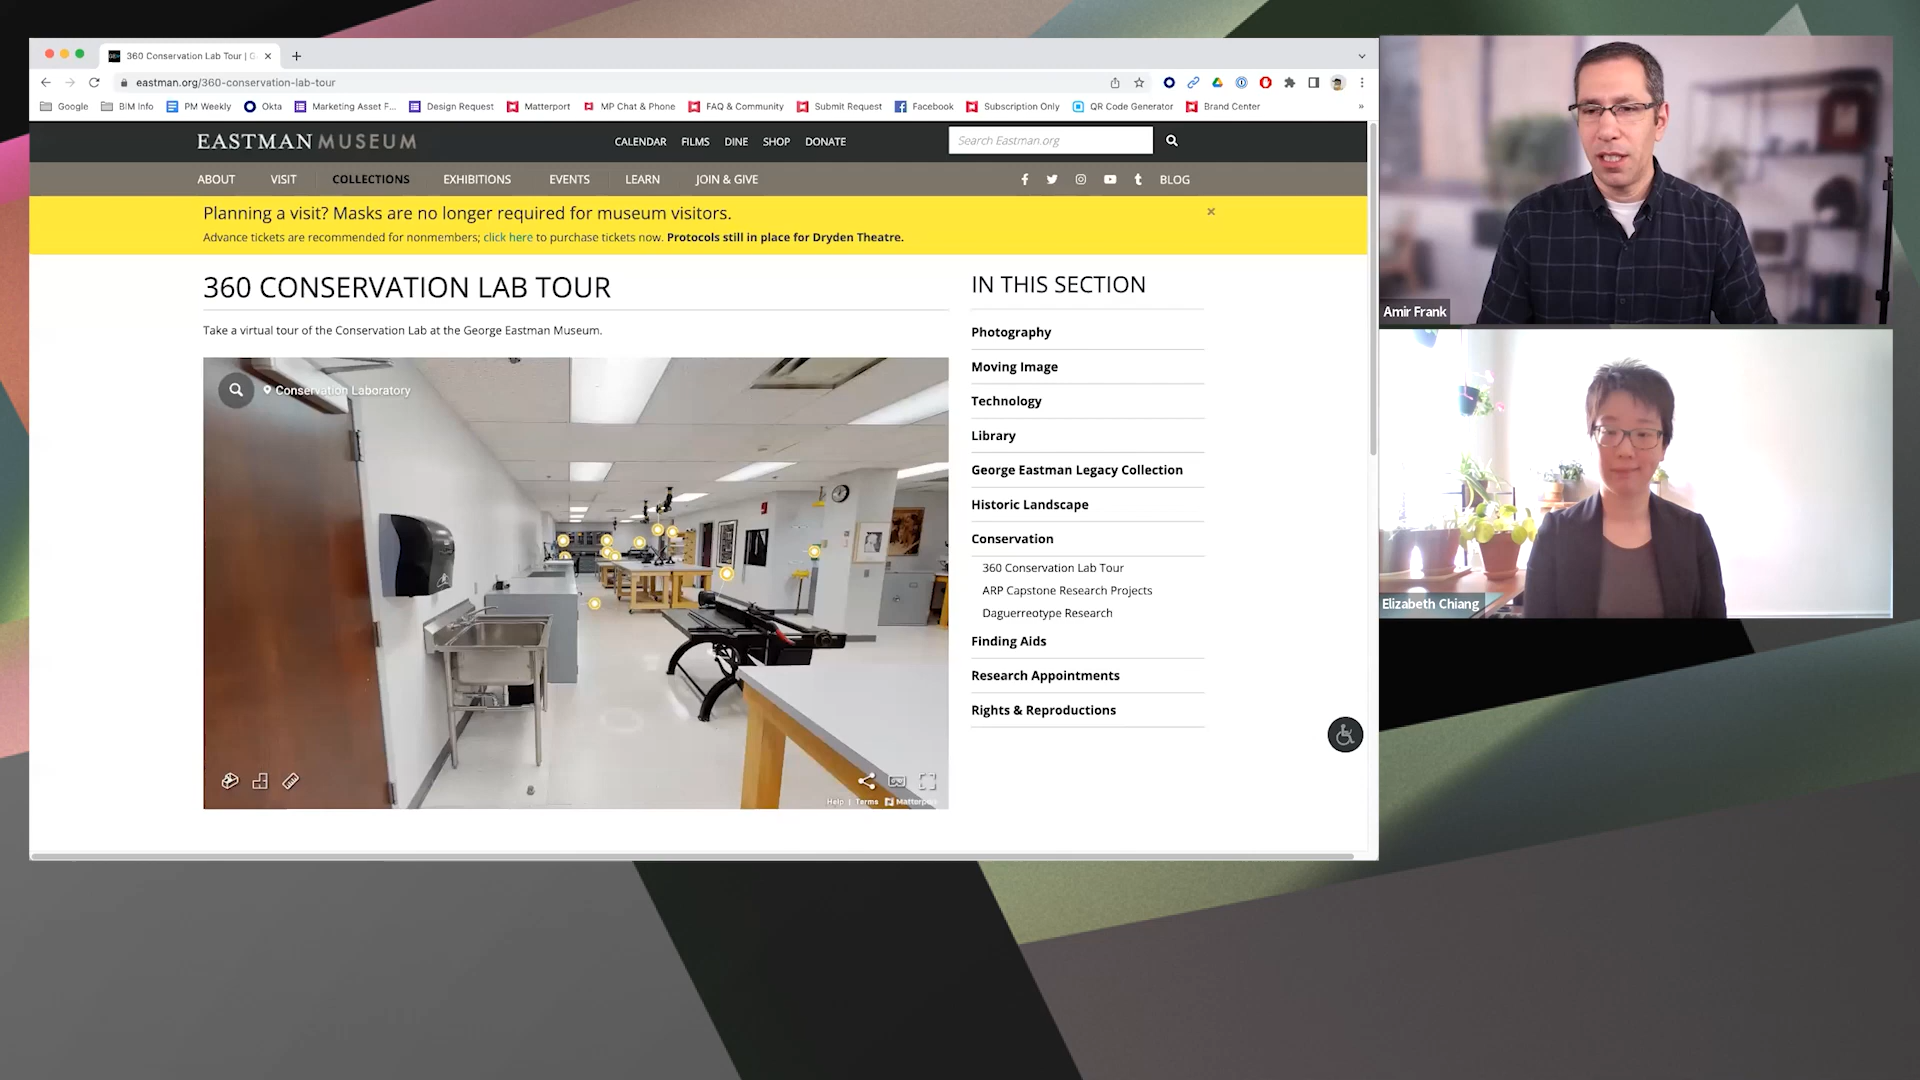 360 Conservation Lab Tour | G
eastman.org/360-conservation-lab-tour
Google BIM Info PM Weekly Okta Marketing Asset F... Design Request Matterport MP Chat & Phone FAQ & Community Submit Request Facebook Subscription Only QR Code Generator Brand Center »
EASTMAN MUSEUM
CALENDAR FILMS DINE SHOP DONATE
Search Eastman.org
ABOUT VISIT COLLECTIONS EXHIBITIONS EVENTS LEARN JOIN & GIVE
BLOG
Planning a visit? Masks are no longer required for museum visitors.
Advance tickets are recommended for nonmembers; click here to purchase tickets now. Protocols still in place for Dryden Theatre.
360 CONSERVATION LAB TOUR
Take a virtual tour of the Conservation Lab at the George Eastman Museum.
Conservation Laboratory
Help | Terms
Matterport
IN THIS SECTION
Photography
Moving Image
Technology
Library
George Eastman Legacy Collection
Historic Landscape
Conservation
360 Conservation Lab Tour
ARP Capstone Research Projects
Daguerreotype Research
Finding Aids
Research Appointments
Rights & Reproductions
Amir Frank
Elizabeth Chiang